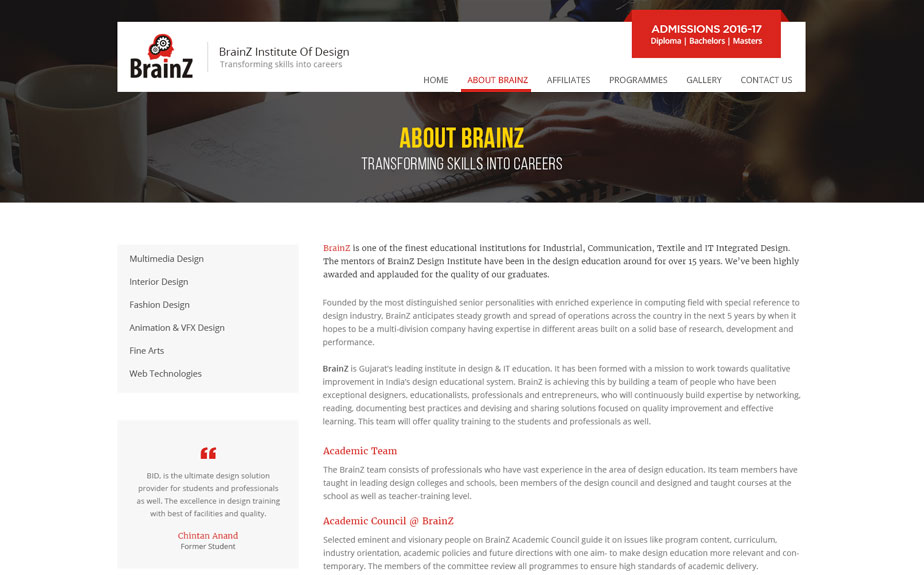 ADMISSIONS 2016-17
Diploma | Bachelors | Masters
BrainZ
BrainZ Institute Of Design
Transforming skills into careers
HOME ABOUT BRAINZ AFFILIATES PROGRAMMES GALLERY CONTACT US
ABOUT BRAINZ
TRANSFORMING SKILLS INTO CAREERS
Multimedia Design
Interior Design
Fashion Design
Animation & VFX Design
Fine Arts
Web Technologies
“
BID, is the ultimate design solution
provider for students and professionals
as well. The excellence in design training
with best of facilities and quality.
Chintan Anand
Former Student
BrainZ is one of the finest educational institutions for Industrial, Communication, Textile and IT Integrated Design.
The mentors of BrainZ Design Institute have been in the design education around for over 15 years. We've been highly
awarded and applauded for the quality of our graduates.
Founded by the most distinguished senior personalities with enriched experience in computing field with special reference to
design industry, BrainZ anticipates steady growth and spread of operations across the country in the next 5 years by when it
hopes to be a multi-division company having expertise in different areas built on a solid base of research, development and
performance.
BrainZ is Gujarat's leading institute in design & IT education. It has been formed with a mission to work towards qualitative
improvement in India's design educational system. BrainZ is achieving this by building a team of people who have been
exceptional designers, educationalists, professionals and entrepreneurs, who will continuously build expertise by networking,
reading, documenting best practices and devising and sharing solutions focused on quality improvement and effective
learning. This team will offer quality training to the students and professionals as well.
Academic Team
The BrainZ team consists of professionals who have vast experience in the area of design education. Its team members have
taught in leading design colleges and schools, been members of the design council and designed and taught courses at the
school as well as teacher-training level.
Academic Council @ BrainZ
Selected eminent and visionary people on BrainZ Academic Council guide it on issues like program content, curriculum,
industry orientation, academic policies and future directions with one aim- to make design education more relevant and con-
temporary. The members of the committee review all programmes to ensure high standards of academic delivery.